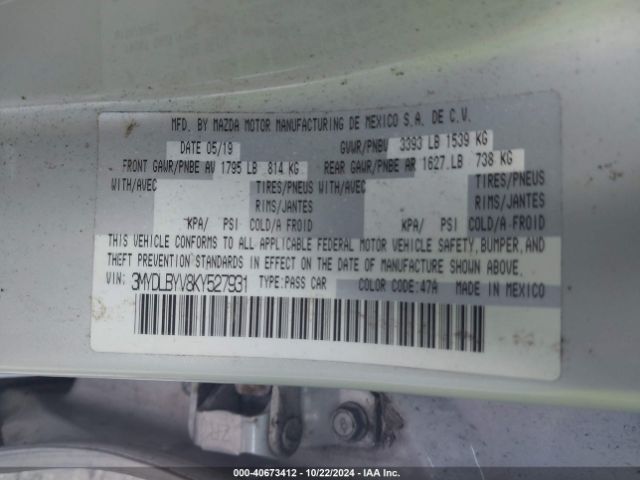 MFD. BY MAZDA MOTOR MANUFACTURING DE MEXICO S.A. DE C.V.
DATE 05/19 GVWR/PNBV 3393 LB 1539 KG
FRONT GAWR/PNBE AV 1795 LB 814 KG REAR GAWR/PNBE AR 1627 LB 738 KG
WITH/AVEC TIRES/PNEUS WITH/AVEC TIRES/PNEUS
RIMS/JANTES RIMS/JANTES
KPA/ PSI COLD/A FROID KPA/ PSI COLD/A FROID
THIS VEHICLE CONFORMS TO ALL APPLICABLE FEDERAL MOTOR VEHICLE SAFETY, BUMPER, AND
THEFT PREVENTION STANDARDS IN EFFECT ON THE DATE OF MANUFACTURE SHOWN ABOVE.
VIN: 3MYDLBYV8KY527931 TYPE:PASS CAR COLOR CODE:47A MADE IN MEXICO
000-40673412 - 10/22/2024 - IAA Inc.